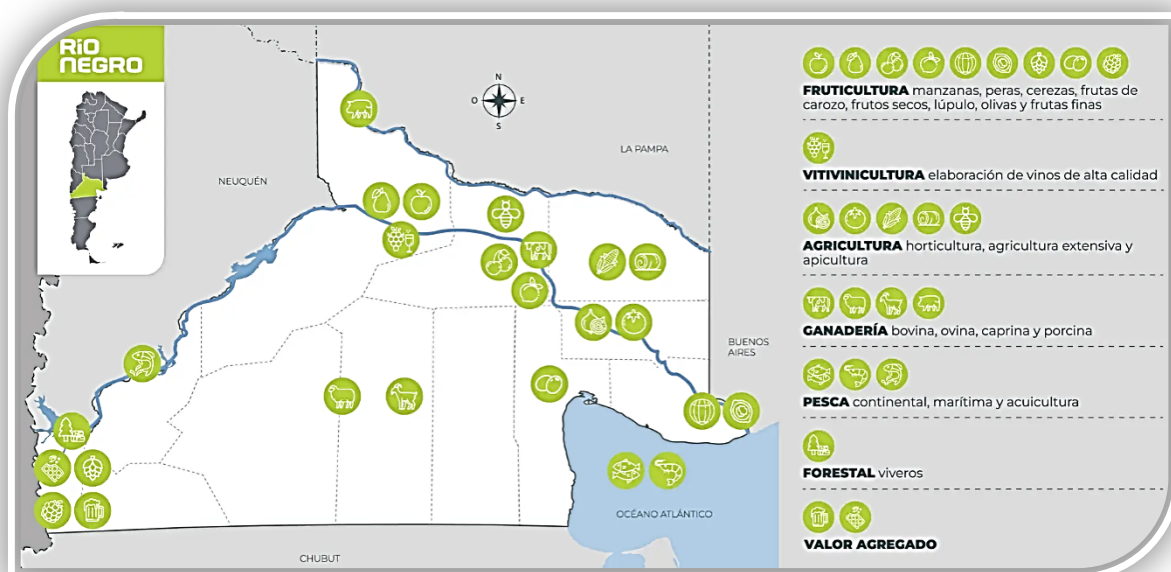 RÍO
NEGRO
N
O
E
S
LA PAMPA
NEUQUÉN
BUENOS
AIRES
OCÉANO ATLÁNTICO
CHUBUT
FRUTICULTURA manzanas, peras, cerezas, frutas de
carozo, frutos secos, lúpulo, olivas y frutas finas
VITIVINICULTURA elaboración de vinos de alta calidad
AGRICULTURA horticultura, agricultura extensiva y
apicultura
GANADERÍA bovina, ovina, caprina y porcina
PESCA continental, marítima y acuicultura
FORESTAL viveros
VALOR AGREGADO